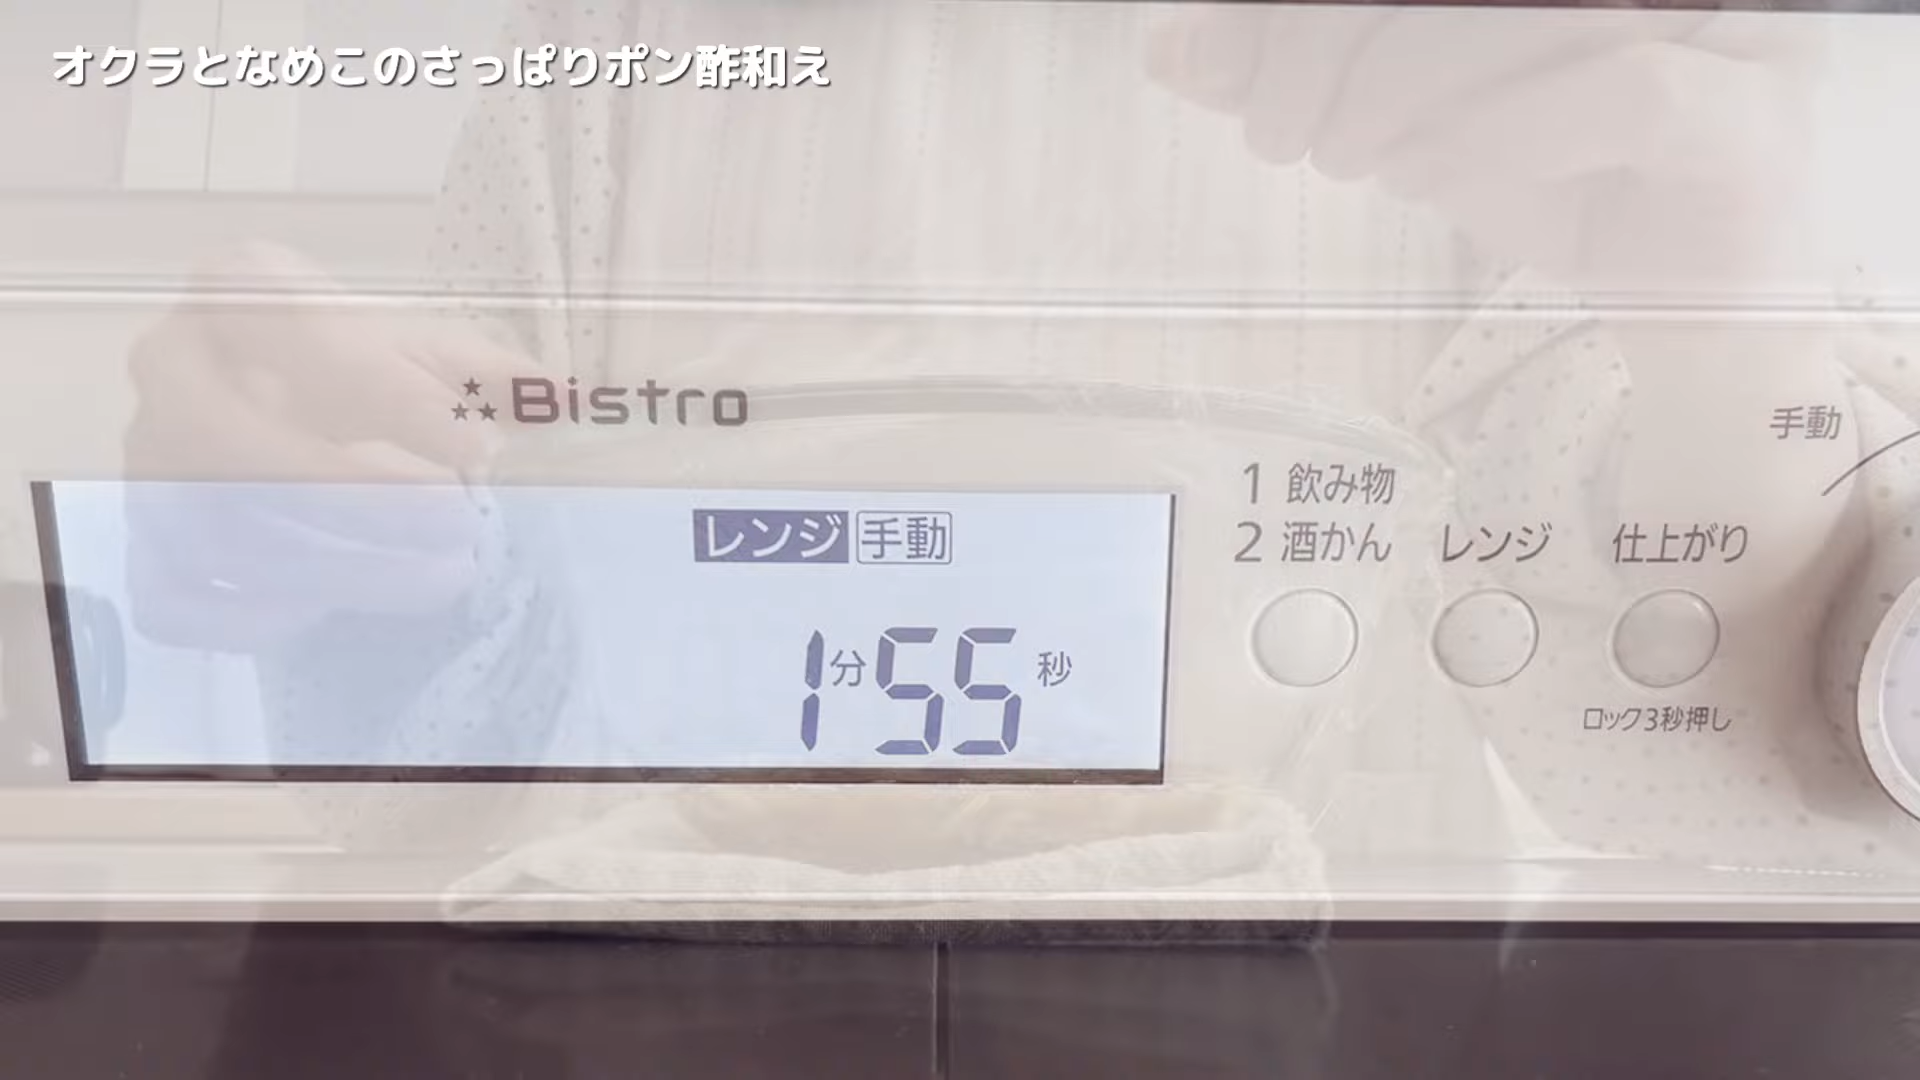 オクラとなめこのさっぱりポン酢和え
Bistro
手動
1 飲み物
2 酒かん
レンジ
仕上がり
レンジ 手動
1分55秒
ロック3秒押し